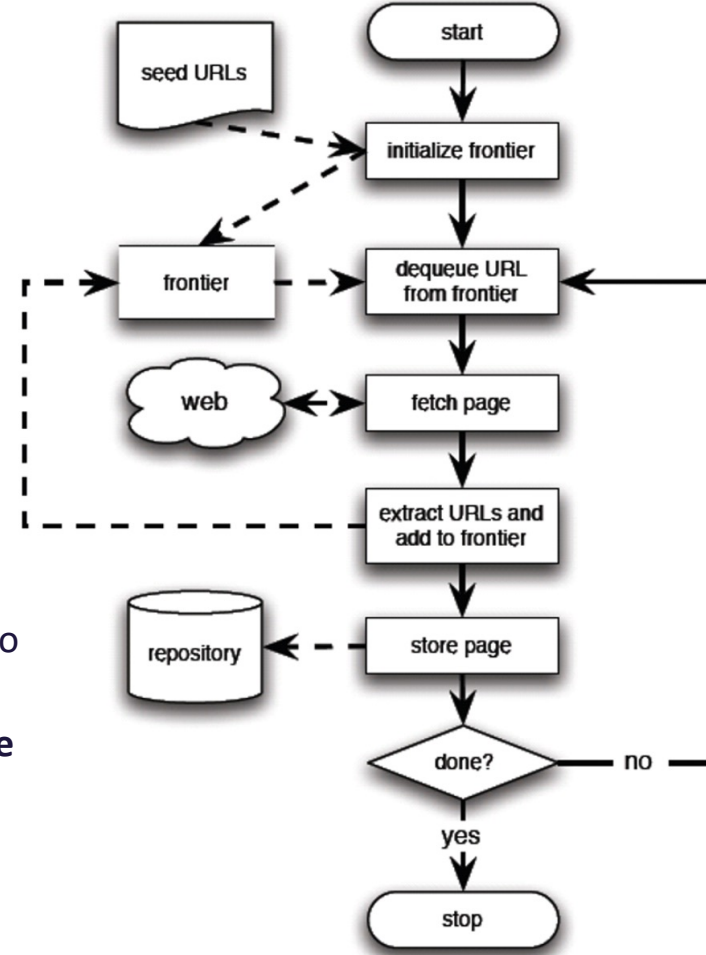 start
seed URLs
initialize frontier
frontier
dequeue URL
from frontier
web
fetch page
extract URLs and
add to frontier
o
repository
store page
e
done?
no
yes
stop